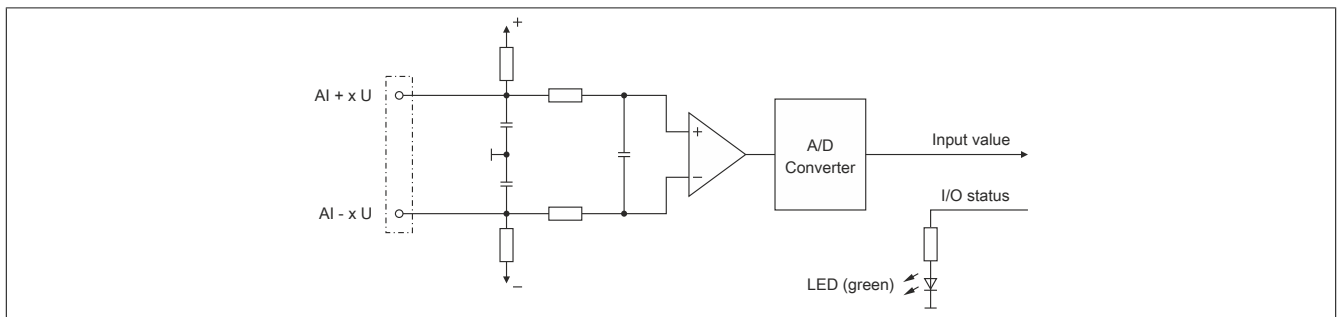 +
AI + x U
+
A/D
Converter
Input value
−
I/O status
AI - x U
LED (green)
−